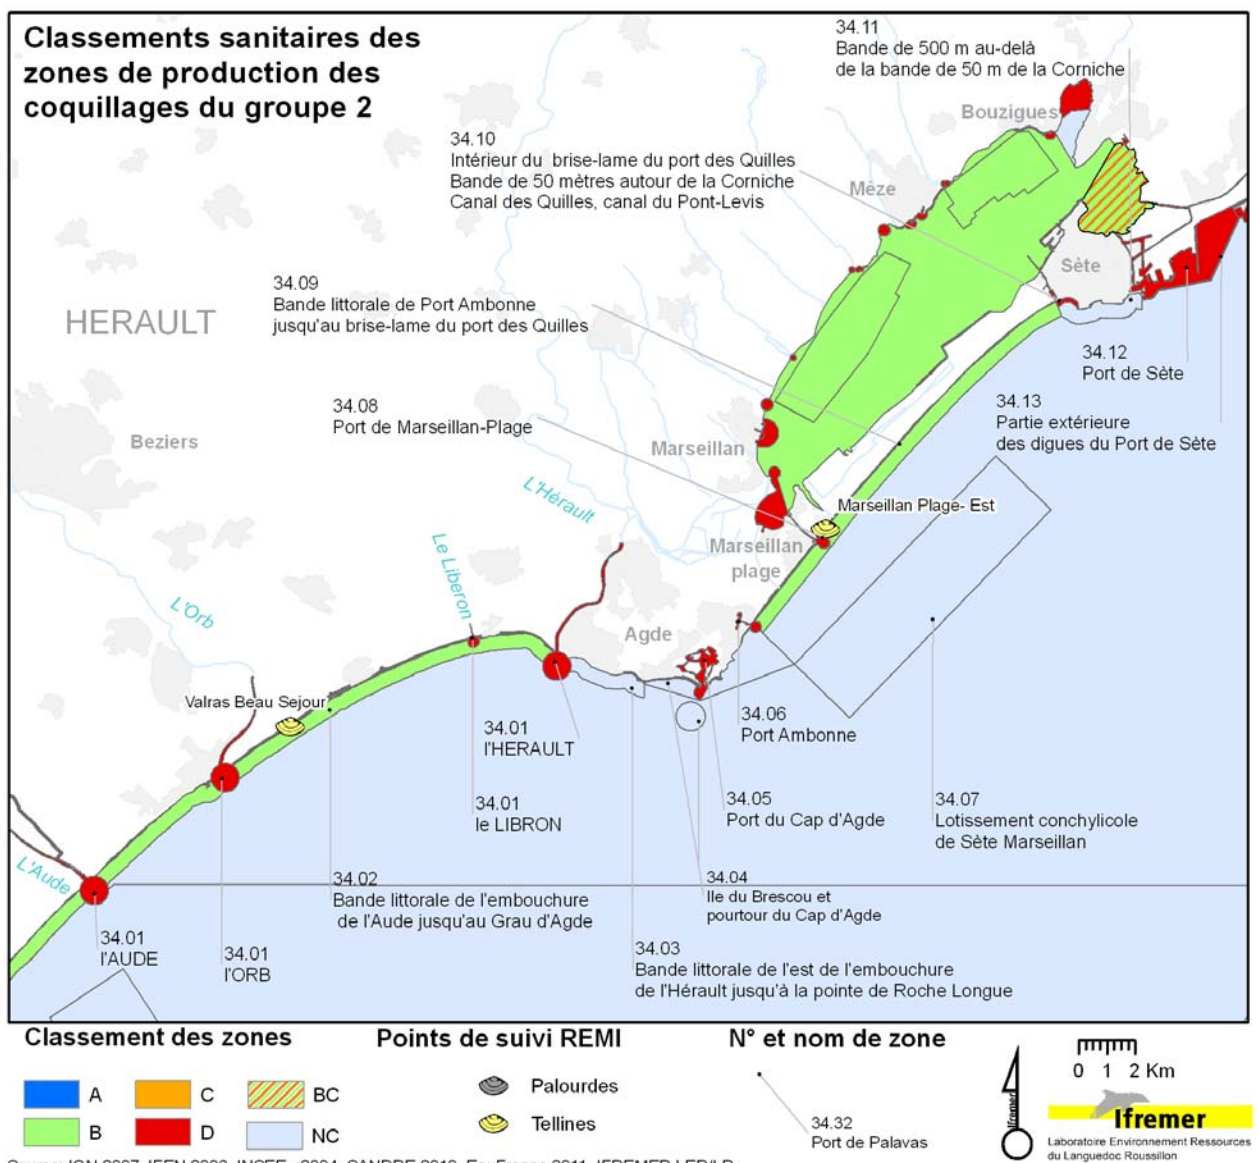 Classements sanitaires des
zones de production des
coquillages du groupe 2
34.11
Bande de 500 m au-delà
de la bande de 50 m de la Corniche
Bouzigues
34.10
Intérieur du brise-lame du port des Quilles
Bande de 50 mètres autour de la Corniche
Canal des Quilles, canal du Pont-Levis
Mèze
Sète
34.09
Bande littorale de Port Ambonne
jusqu'au brise-lame du port des Quilles
HERAULT
34.12
Port de Sète
34.08
Port de Marseillan-Plage
34.13
Partie extérieure
des digues du Port de Sète
Beziers
Marseillan
L'Hérault
Marseillan Plage- Est
Marseillan
plage
Le Liberon
L'Orb
Agde
Valras Beau Sejour
34.01
l'HERAULT
34.06
Port Ambonne
34.01
le LIBRON
34.05
Port du Cap d'Agde
34.07
Lotissement conchylicole
de Sète Marseillan
L'Aude
34.02
Bande littorale de l'embouchure
de l'Aude jusqu'au Grau d'Agde
34.04
Ile du Brescou et
pourtour du Cap d'Agde
34.01
l'AUDE
34.01
l'ORB
34.03
Bande littorale de l'est de l'embouchure
de l'Hérault jusqu'à la pointe de Roche Longue
Classement des zones
A
C
BC
B
D
NC
Points de suivi REMI
Palourdes
Tellines
N° et nom de zone
34.32
Port de Palavas
Ifremer
0 1 2 Km
Ifremer
Laboratoire Environnement Ressources
du Languedoc Roussillon